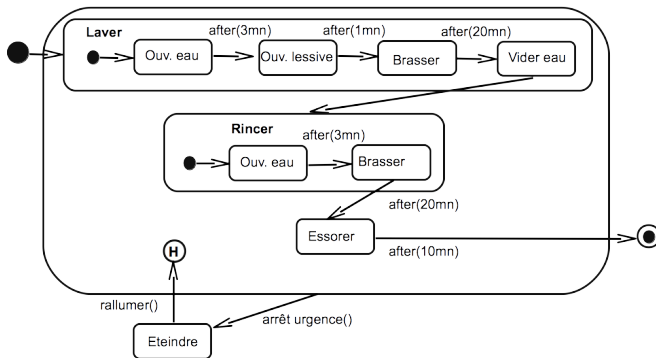 Laver
after(3mn)
after(1mn)
after(20mn)
Ouv. eau
Ouv. lessive
Brasser
Vider eau
Rincer
after(3mn)
Ouv. eau
Brasser
after(20mn)
Essorer
after(10mn)
H
rallumer()
arrêt urgence()
Eteindre